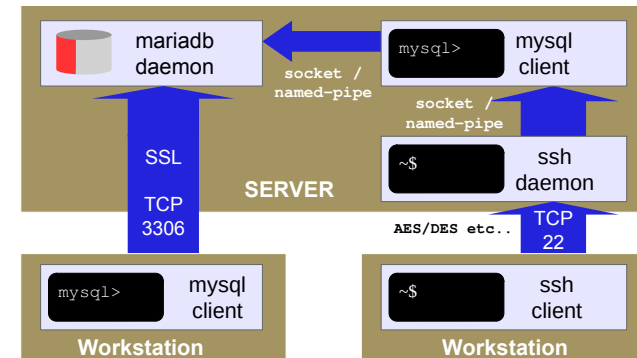 mariadb
daemon
mysql>
mysql
client
socket /
named-pipe
socket /
named-pipe
~$
ssh
daemon
SSL
TCP
3306
SERVER
AES/DES etc..
TCP
22
mysql>
mysql
client
Workstation
~$
ssh
client
Workstation